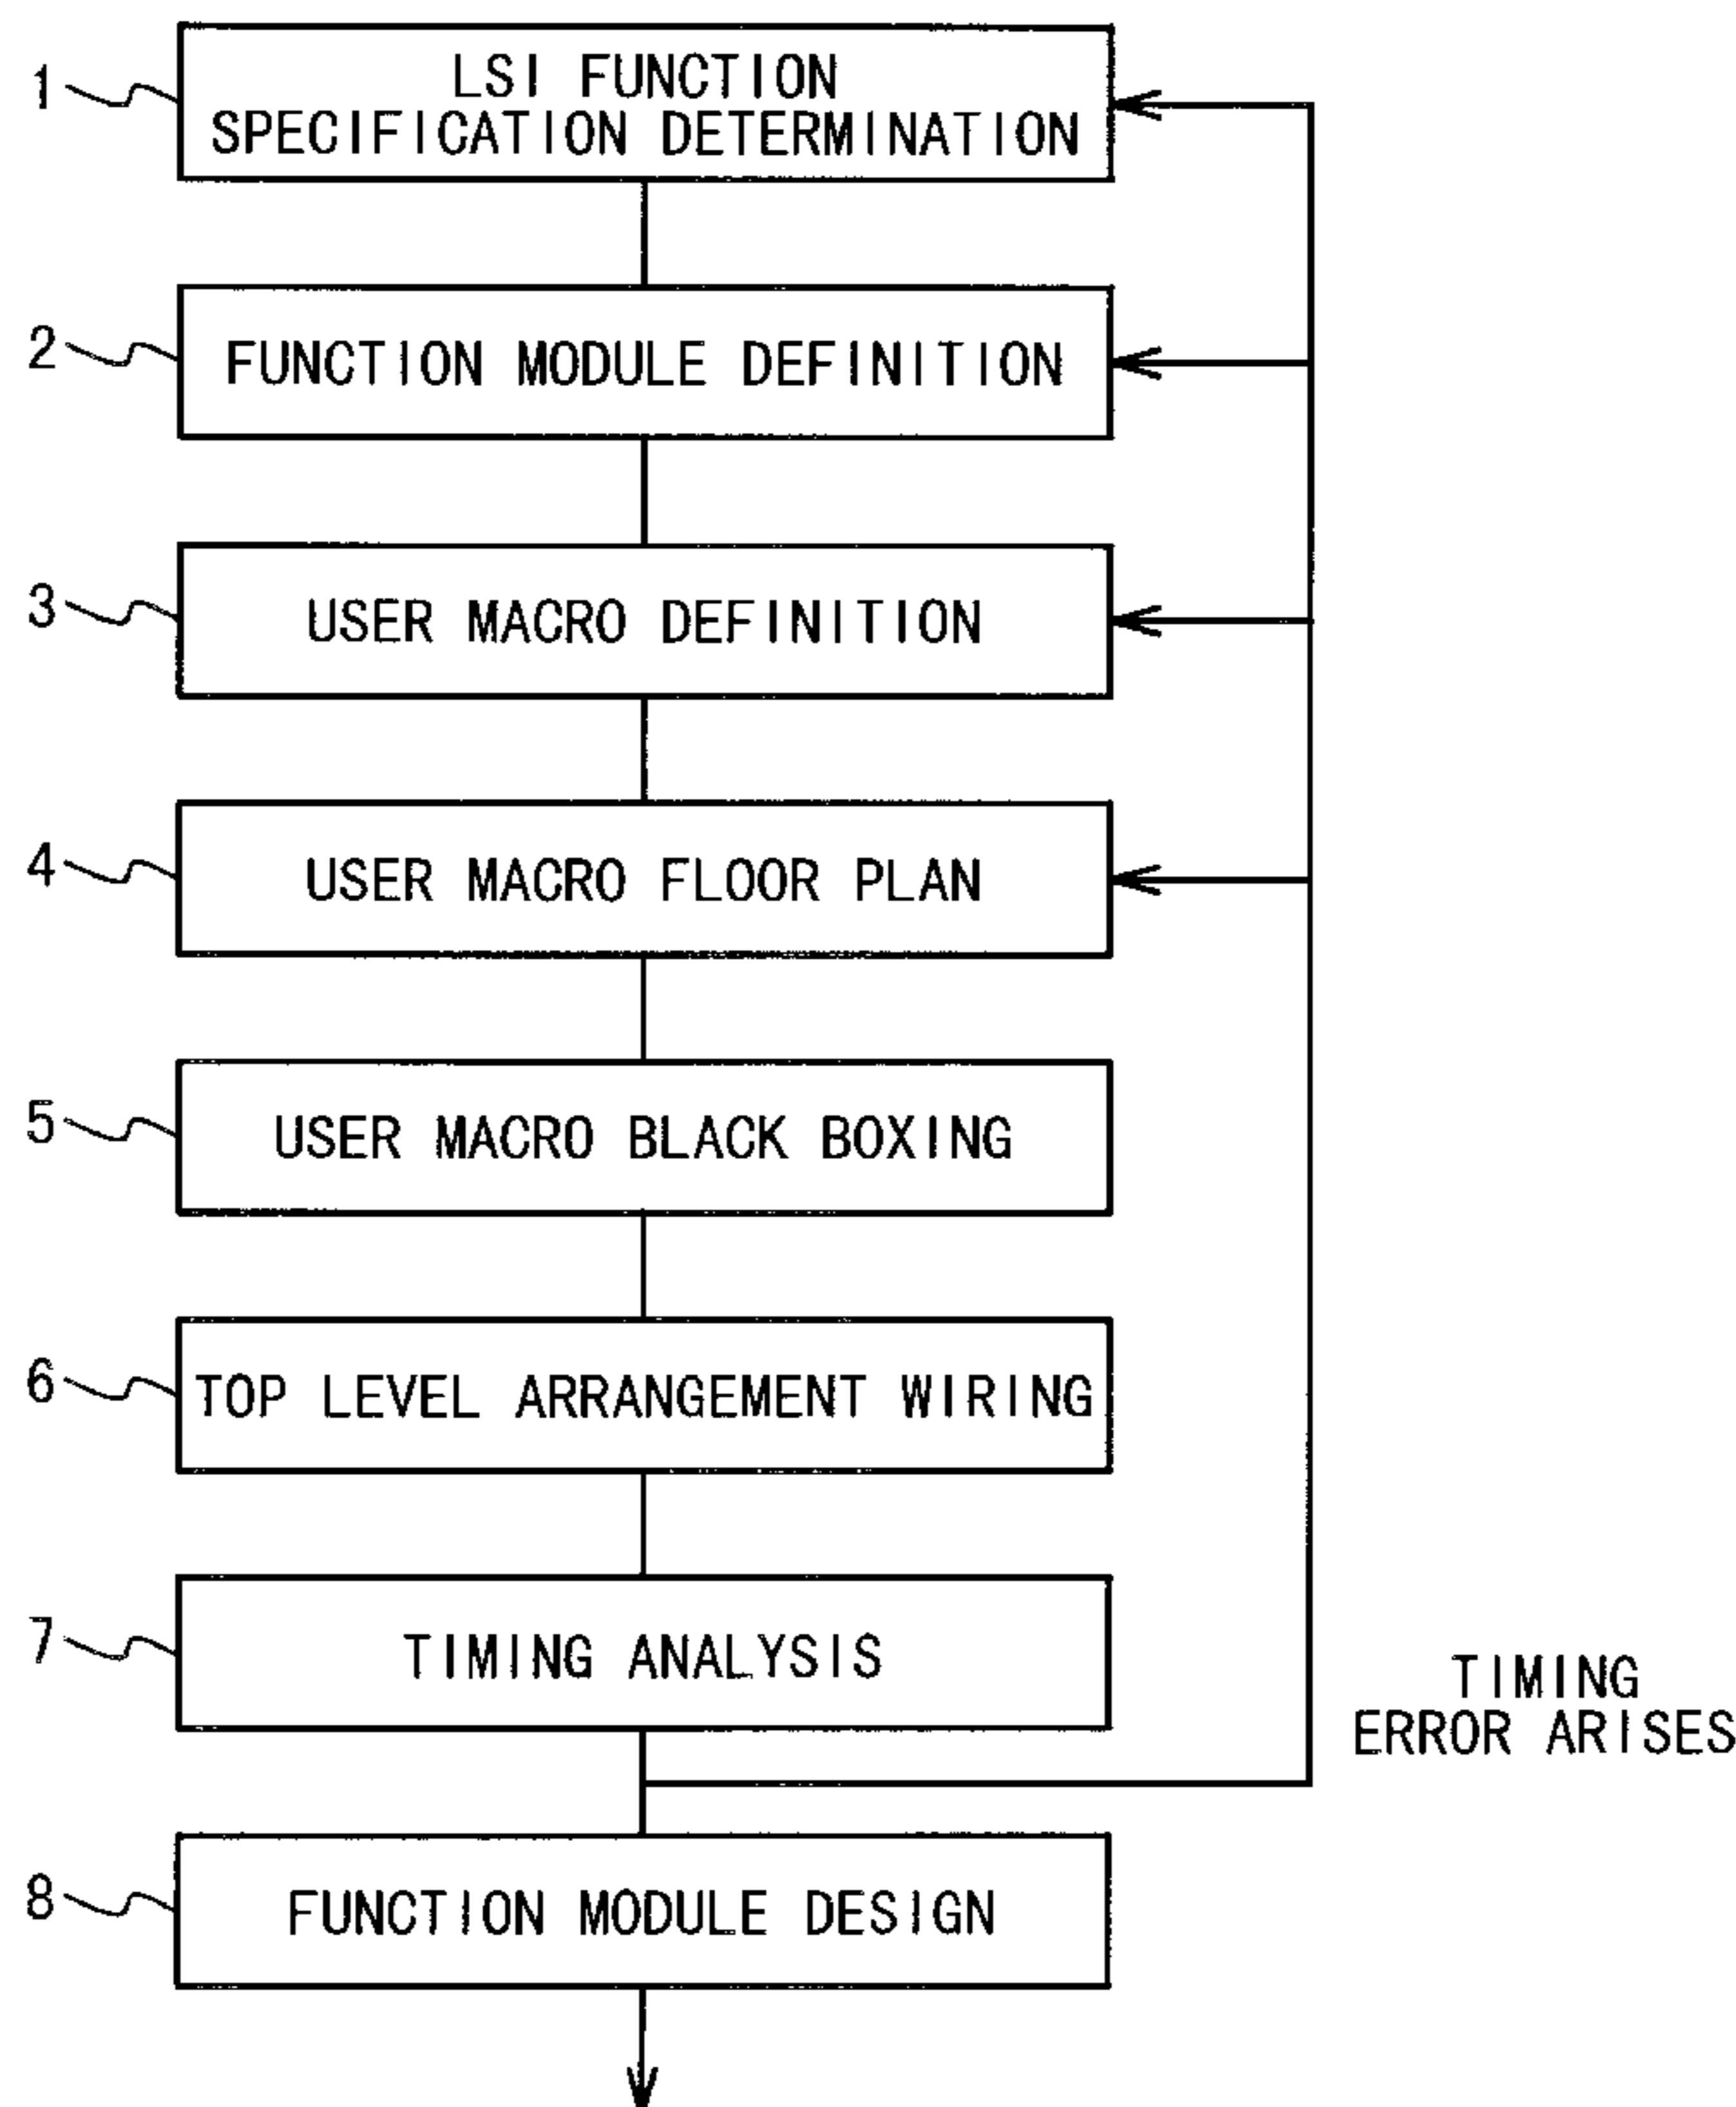 1
LSI FUNCTION
SPECIFICATION DETERMINATION
2
FUNCTION MODULE DEFINITION
3
USER MACRO DEFINITION
4
USER MACRO FLOOR PLAN
5
USER MACRO BLACK BOXING
6
TOP LEVEL ARRANGEMENT WIRING
7
TIMING ANALYSIS
TIMING
ERROR ARISES
8
FUNCTION MODULE DESIGN